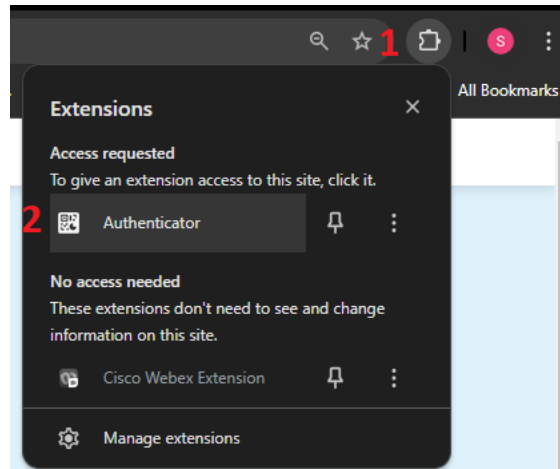 1
S
All Bookmarks
Extensions
Access requested
To give an extension access to this site, click it.
2
Authenticator
No access needed
These extensions don't need to see and change
information on this site.
Cisco Webex Extension
Manage extensions